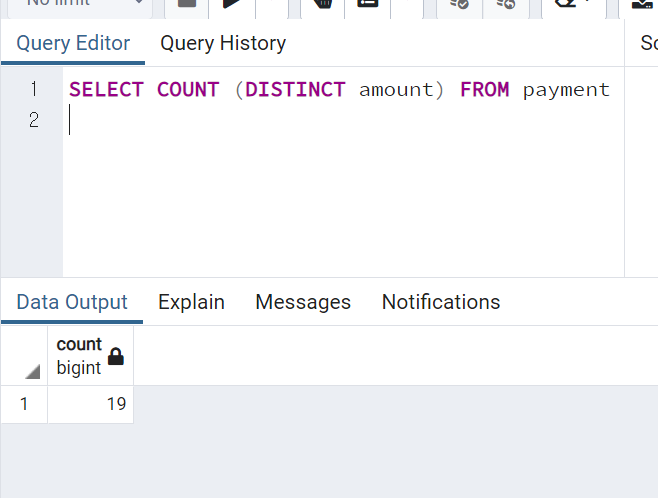 No limit
Query Editor Query History Sc
1 SELECT COUNT (DISTINCT amount) FROM payment
2
Data Output Explain Messages Notifications
count
bigint
1 19